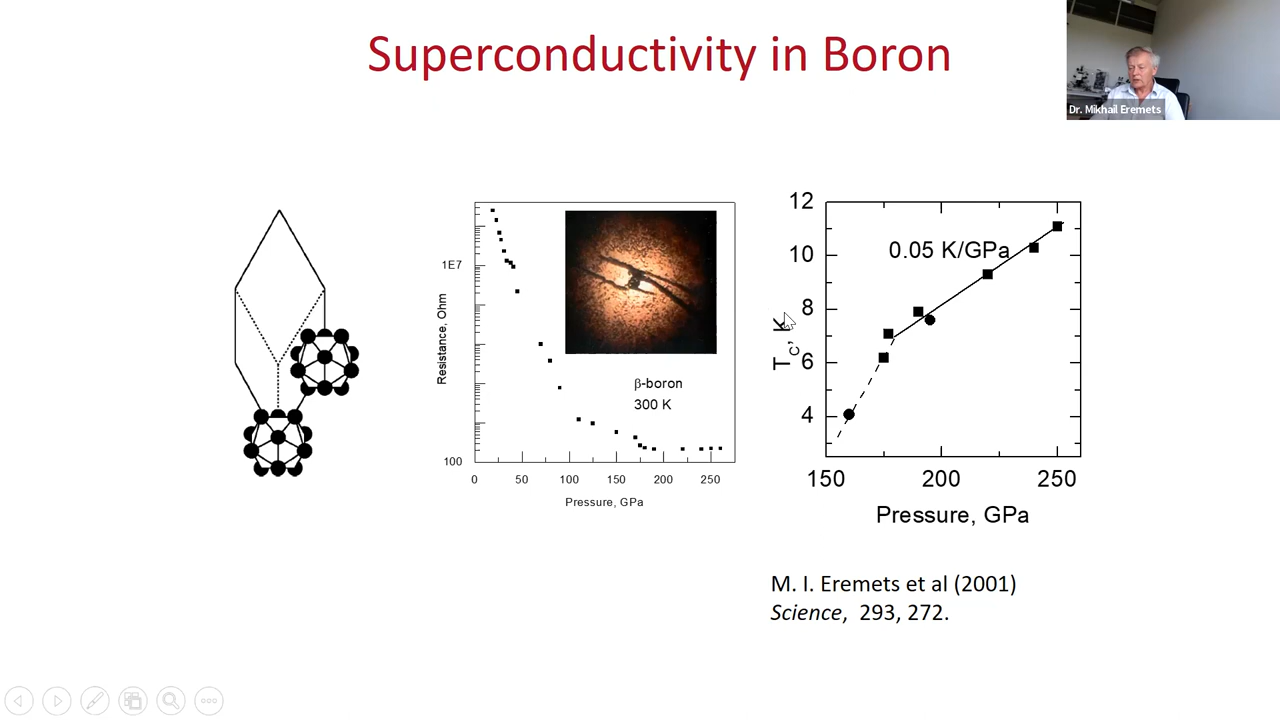 Superconductivity in Boron
Dr. Mikhail Eremets
1E7
100
Resistance, Ohm
β-boron
300 K
0 50 100 150 200 250
Pressure, GPa
12
10
8
6
4
T_C, K
0.05 K/GPa
150 200 250
Pressure, GPa
M. I. Eremets et al (2001)
Science, 293, 272.